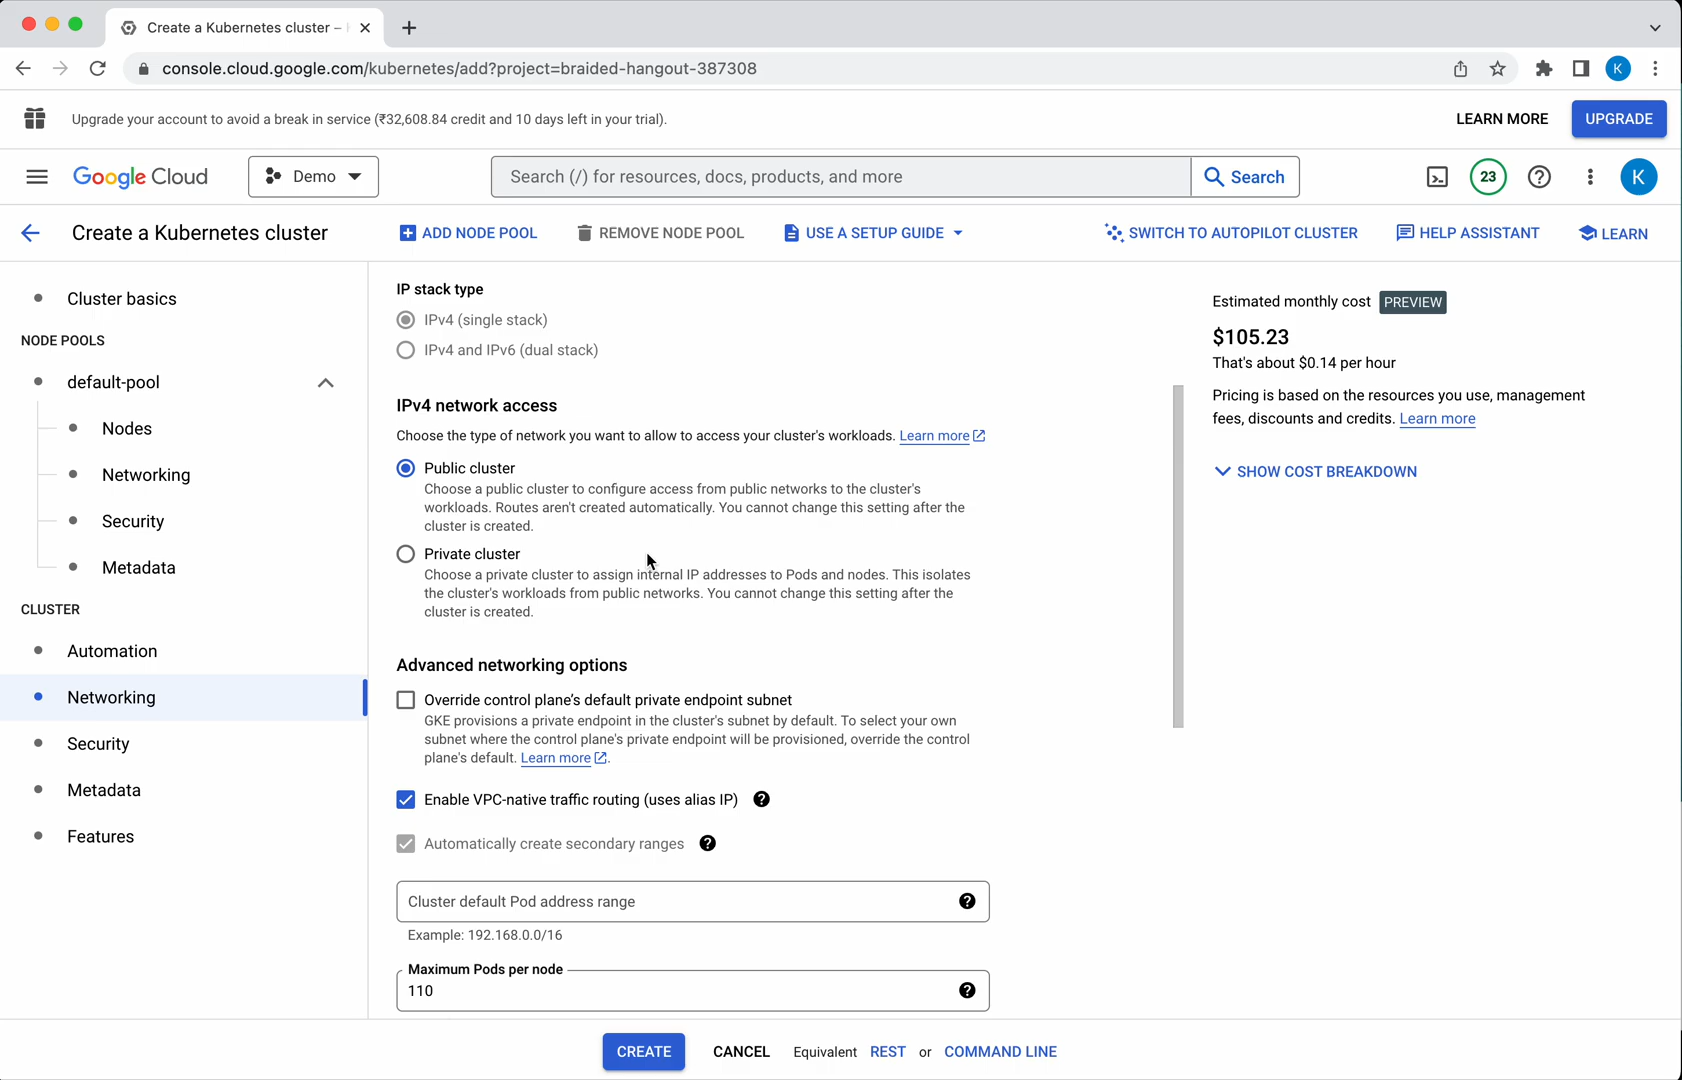 Create a Kubernetes cluster –
console.cloud.google.com/kubernetes/add?project=braided-hangout-387308
K
Upgrade your account to avoid a break in service (₹32,608.84 credit and 10 days left in your trial).
LEARN MORE
UPGRADE
Google Cloud
Demo
Search (/) for resources, docs, products, and more
Search
23
K
Create a Kubernetes cluster
ADD NODE POOL
REMOVE NODE POOL
USE A SETUP GUIDE
SWITCH TO AUTOPILOT CLUSTER
HELP ASSISTANT
LEARN
Cluster basics
NODE POOLS
default-pool
Nodes
Networking
Security
Metadata
CLUSTER
Automation
Networking
Security
Metadata
Features
IP stack type
IPv4 (single stack)
IPv4 and IPv6 (dual stack)
IPv4 network access
Choose the type of network you want to allow to access your cluster's workloads. Learn more
Public cluster
Choose a public cluster to configure access from public networks to the cluster's
workloads. Routes aren't created automatically. You cannot change this setting after the
cluster is created.
Private cluster
Choose a private cluster to assign internal IP addresses to Pods and nodes. This isolates
the cluster's workloads from public networks. You cannot change this setting after the
cluster is created.
Advanced networking options
Override control plane’s default private endpoint subnet
GKE provisions a private endpoint in the cluster's subnet by default. To select your own
subnet where the control plane's private endpoint will be provisioned, override the control
plane's default. Learn more.
Enable VPC-native traffic routing (uses alias IP)
Automatically create secondary ranges
Cluster default Pod address range
Example: 192.168.0.0/16
Maximum Pods per node
110
Estimated monthly cost PREVIEW
$105.23
That's about $0.14 per hour
Pricing is based on the resources you use, management
fees, discounts and credits. Learn more
SHOW COST BREAKDOWN
CREATE
CANCEL
Equivalent REST or COMMAND LINE